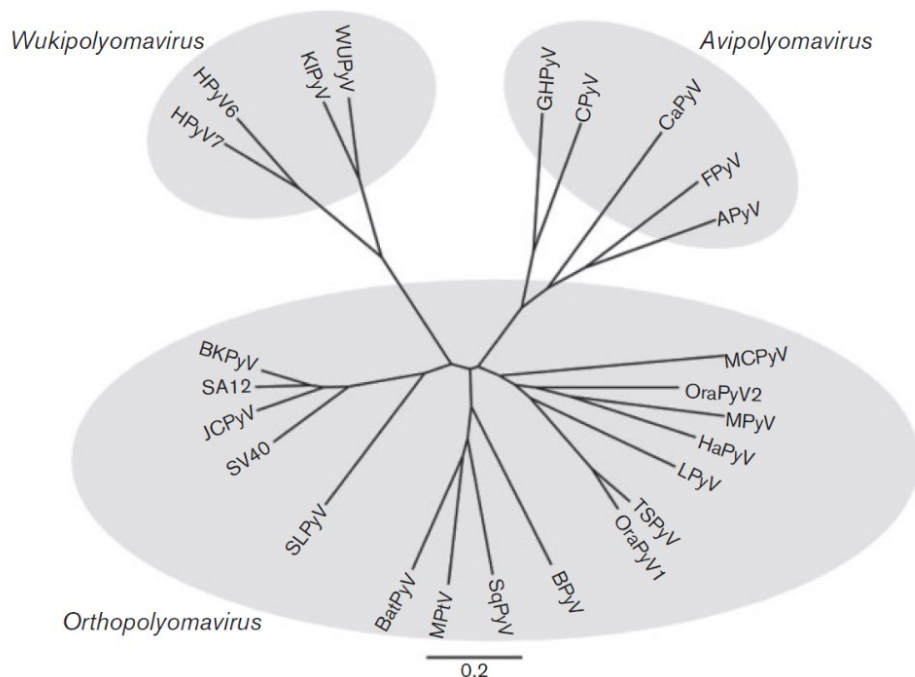 Wukipolyomavirus
Avipolyomavirus
HPyV7
HPyV6
KIPyV
WUPyV
GHPyV
CPyV
CaPyV
FPyV
APyV
BKPyV
SA12
JCPyV
SV40
SLPyV
BatPyV
MPtV
SqPyV
BPyV
OraPyV1
TSPyV
LPyV
HaPyV
MPyV
OraPyV2
MCPyV
Orthopolyomavirus
0.2